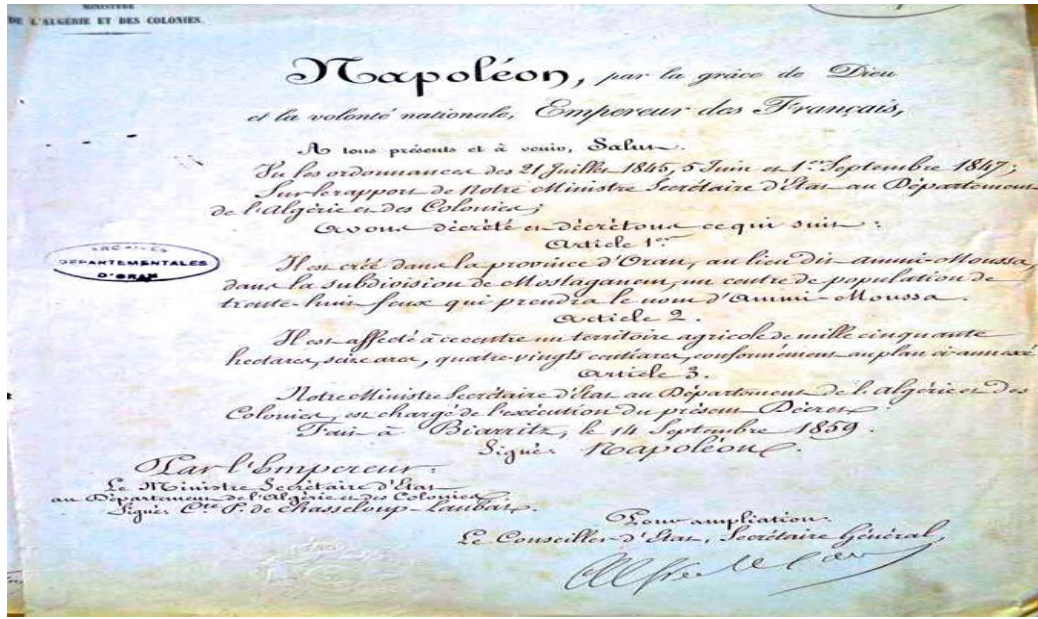 MINISTÈRE
DE L'ALGÉRIE ET DES COLONIES.
Napoléon, par la grâce de Dieu
et la volonté nationale, Empereur des Français,
A tous présents et à venir, Salut.
Vu les ordonnances des 21 Juillet 1845, 5 Juin et 1er Septembre 1847;
Sur le rapport de Notre Ministre Secrétaire d'État au Département
de l'Algérie et des Colonies;
Avons décrété et décrétons ce qui suit:
Article 1er
Il est créé dans la province d'Oran, au lieu dit Ammi-Moussa,
dans la subdivision de Mostaganem, un centre de population de
trente-huit feux qui prendra le nom d'Ammi-Moussa.
Article 2.
Il est affecté à ce centre un territoire agricole de mille cinquante
hectares, seize ares, quatre-vingts centiares, conformément au plan ci-annexé
Article 3.
Notre Ministre Secrétaire d'État au Département de l'Algérie et des
Colonies, est chargé de l'exécution du présent Décret.
Fait à Biarritz, le 14 Septembre 1859.
Signé: Napoléon.
Par l'Empereur:
Le Ministre Secrétaire d'État
au Département de l'Algérie et des Colonies.
Signé: Cte P. de Chasseloup-Laubat.
Pour ampliation.
Le Conseiller d'État, Secrétaire Général,
ARCHIVES
DÉPARTEMENTALES
D'ORAN